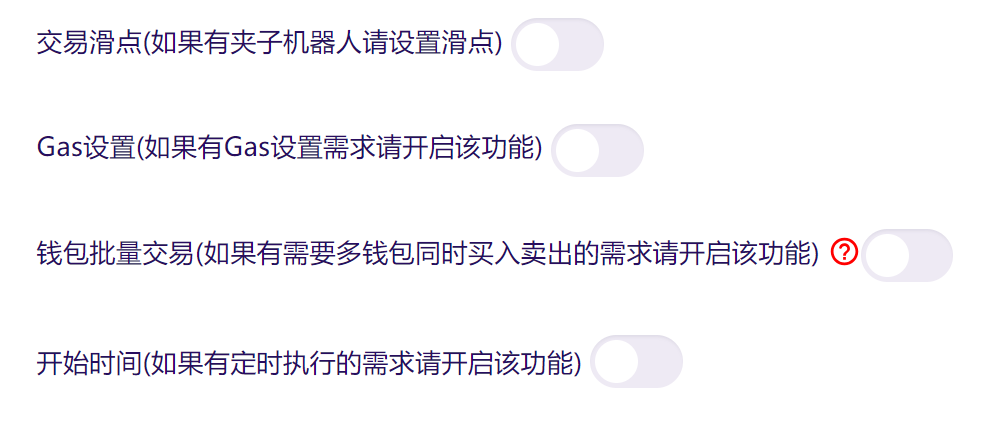 交易滑点(如果有夹子机器人请设置滑点)
Gas设置(如果有Gas设置需求请开启该功能)
钱包批量交易(如果有需要多钱包同时买入卖出的需求请开启该功能) ?
开始时间(如果有定时执行的需求请开启该功能)